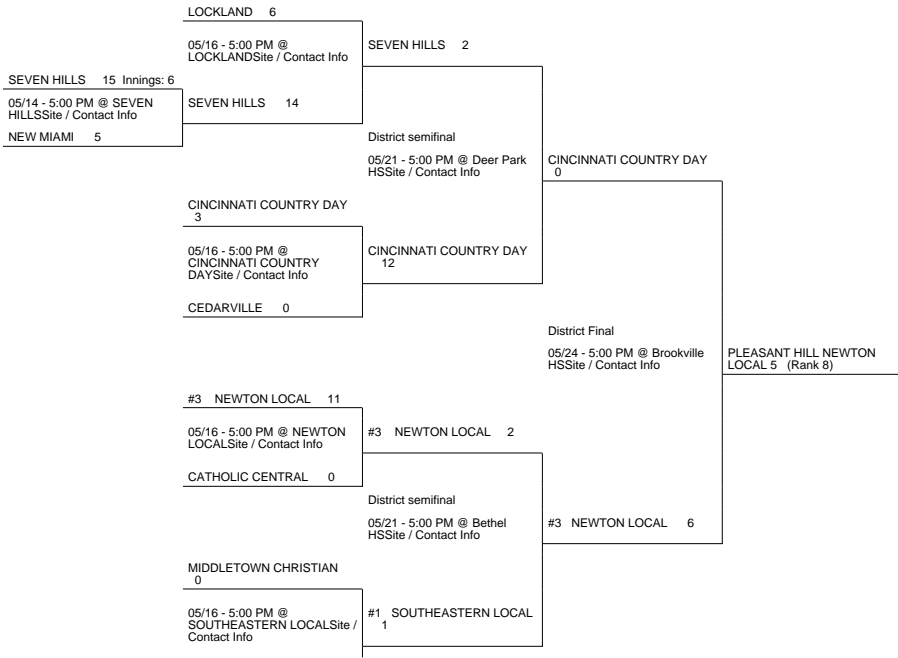 LOCKLAND 6
05/16 - 5:00 PM @
LOCKLANDSite / Contact Info
SEVEN HILLS 2
SEVEN HILLS 15 Innings: 6
05/14 - 5:00 PM @ SEVEN
HILLSSite / Contact Info
SEVEN HILLS 14
NEW MIAMI 5
District semifinal
05/21 - 5:00 PM @ Deer Park
HSSite / Contact Info
CINCINNATI COUNTRY DAY
0
CINCINNATI COUNTRY DAY
3
05/16 - 5:00 PM @
CINCINNATI COUNTRY
DAYSite / Contact Info
CINCINNATI COUNTRY DAY
12
CEDARVILLE 0
District Final
05/24 - 5:00 PM @ Brookville
HSSite / Contact Info
PLEASANT HILL NEWTON
LOCAL 5 (Rank 8)
#3 NEWTON LOCAL 11
05/16 - 5:00 PM @ NEWTON
LOCALSite / Contact Info
#3 NEWTON LOCAL 2
CATHOLIC CENTRAL 0
District semifinal
05/21 - 5:00 PM @ Bethel
HSSite / Contact Info
#3 NEWTON LOCAL 6
MIDDLETOWN CHRISTIAN
0
05/16 - 5:00 PM @
SOUTHEASTERN LOCALSite /
Contact Info
#1 SOUTHEASTERN LOCAL
1